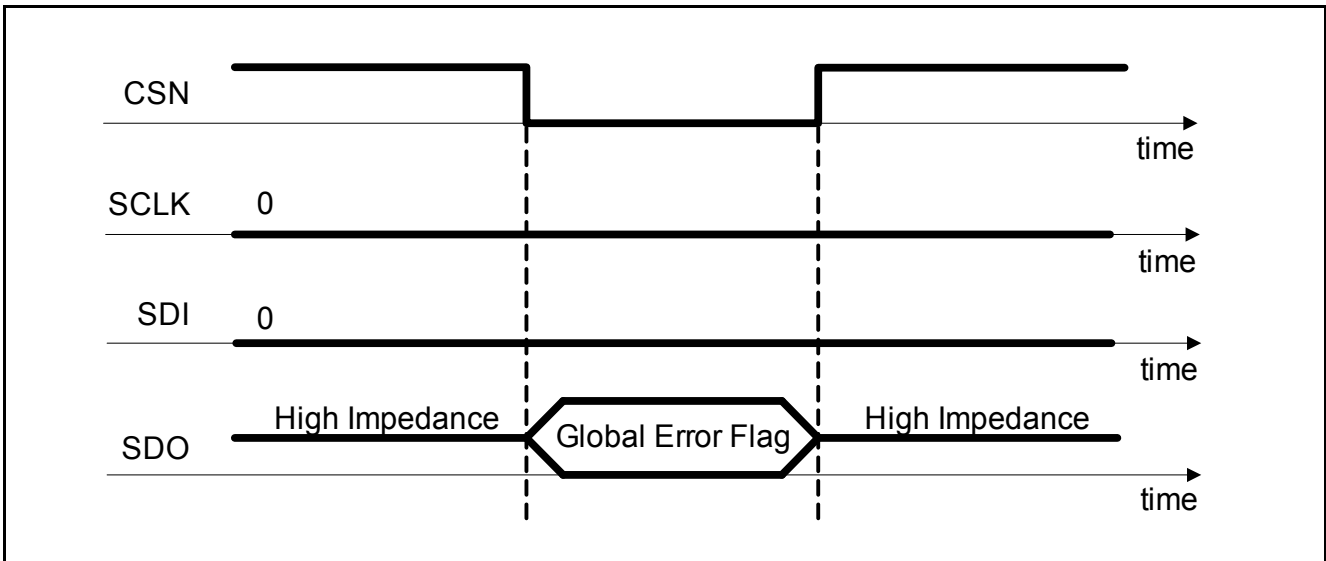 CSN
time
SCLK
0
time
SDI
0
time
High Impedance
Global Error Flag
High Impedance
SDO
time